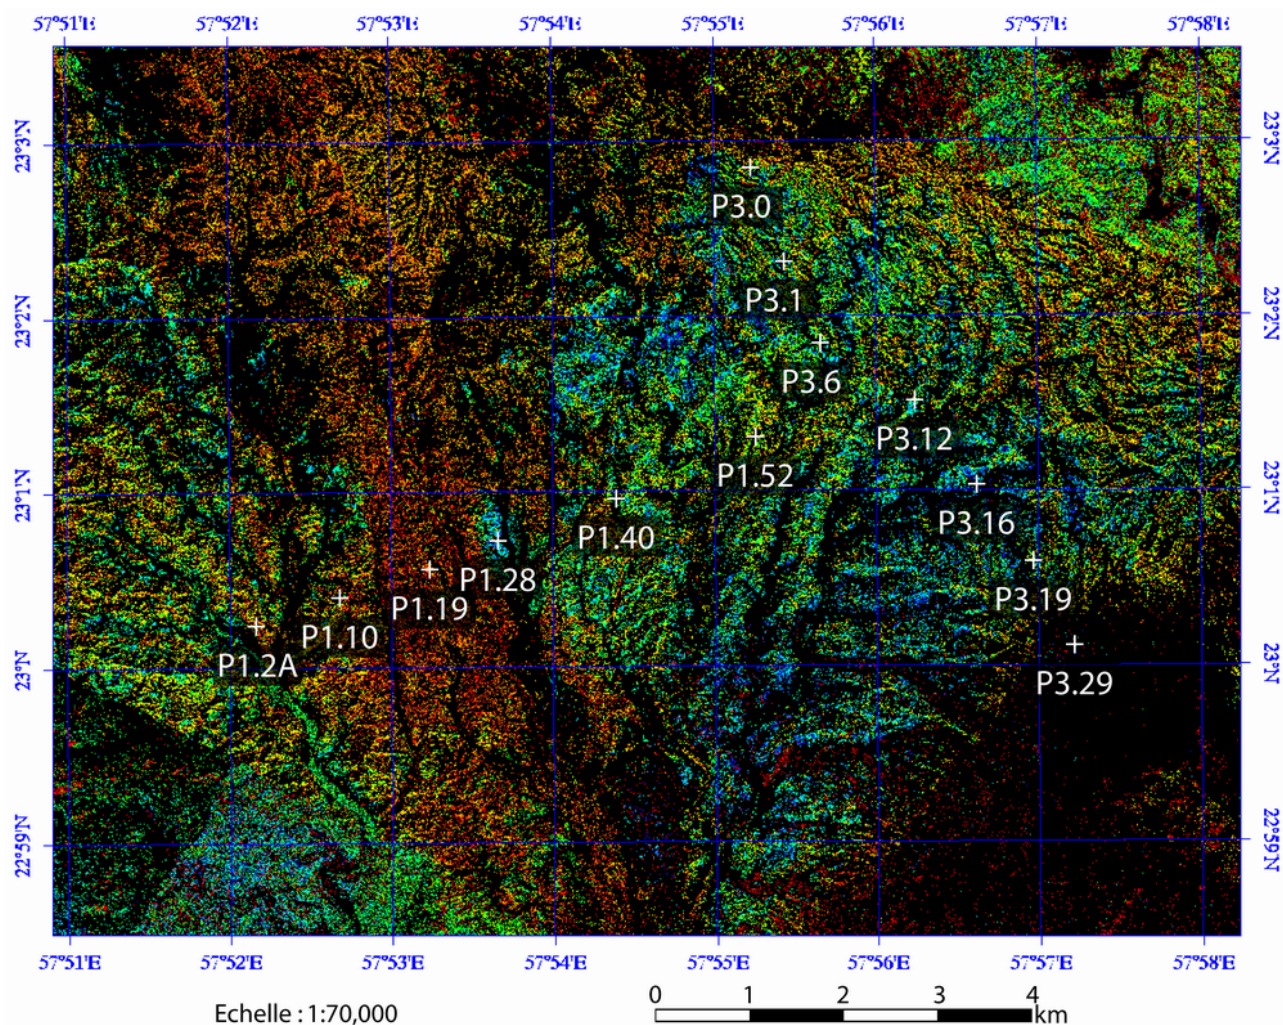 57°51'E 57°52'E 57°53'E 57°54'E 57°55'E 57°56'E 57°57'E 57°58'E
23°3'N 23°3'N
P3.0
P3.1
23°2'N 23°2'N
P3.6
P3.12
P1.52
23°1'N 23°1'N
P3.16
P1.40
P1.28
P3.19
P1.19
P1.10
P1.2A
23°N 23°N
P3.29
22°59'N 22°59'N
57°51'E 57°52'E 57°53'E 57°54'E 57°55'E 57°56'E 57°57'E 57°58'E
0 1 2 3 4
Echelle : 1:70,000 km